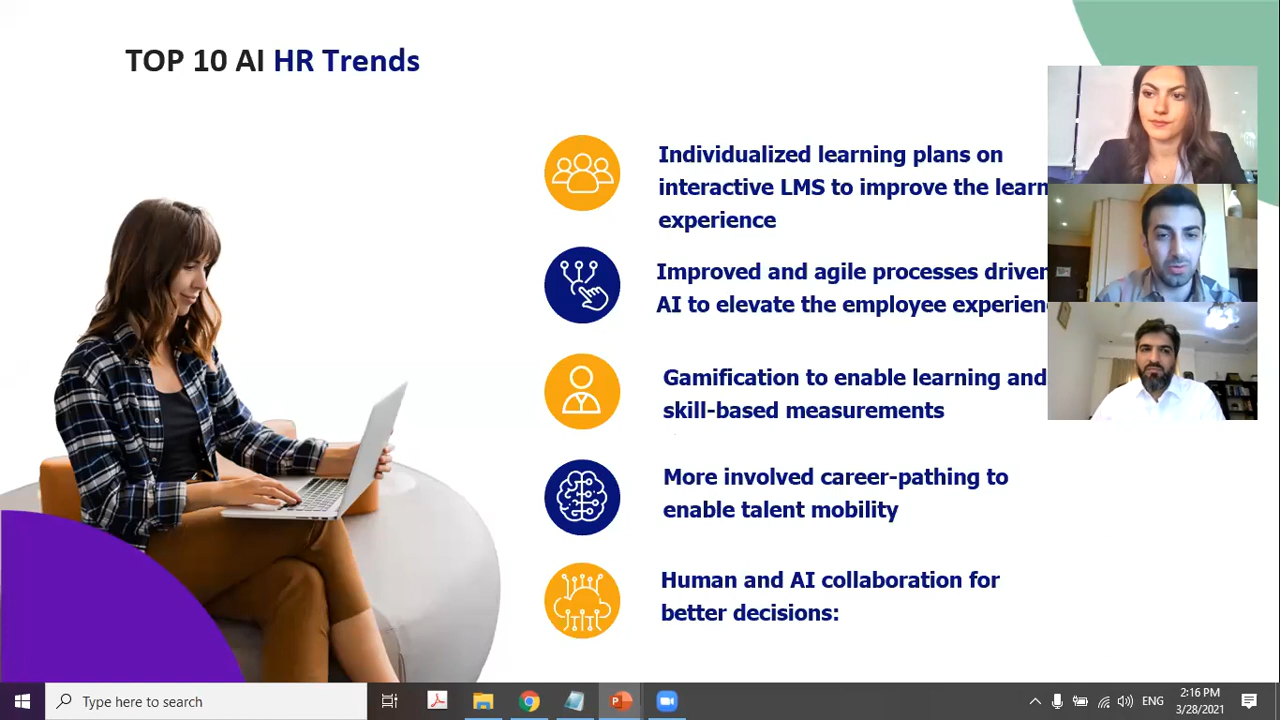 TOP 10 AI HR Trends
Individualized learning plans on
interactive LMS to improve the learn
experience
Improved and agile processes driven
AI to elevate the employee experien
Gamification to enable learning and
skill-based measurements
More involved career-pathing to
enable talent mobility
Human and AI collaboration for
better decisions:
Type here to search
ENG
2:16 PM
3/28/2021